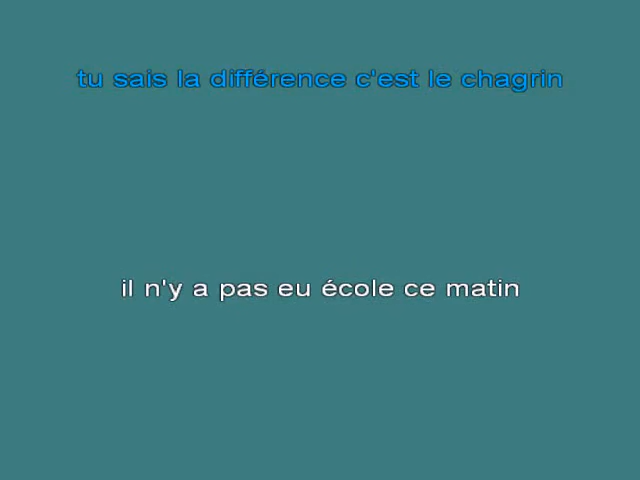 tu sais la différence c'est le chagrin
il n'y a pas eu école ce matin